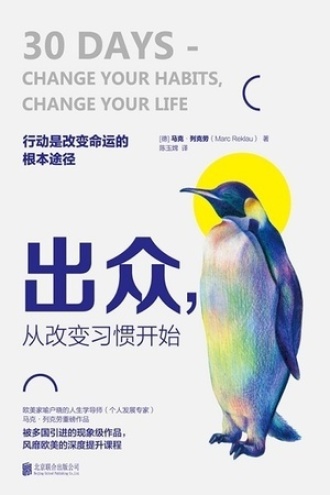 30 DAYS -
CHANGE YOUR HABITS,
CHANGE YOUR LIFE
行动是改变命运的
根本途径
[德] 马克·列克劳（Marc Reklau）著
陈玉嫦 译
出众，
从改变习惯开始
欧美家喻户晓的人生学导师（个人发展专家）
马克·列克劳重磅作品
被多国引进的现象级作品，
风靡欧美的深度提升课程
北京联合出版公司